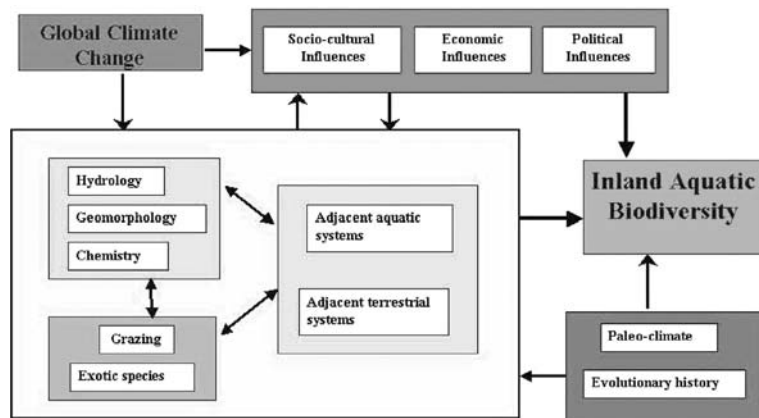 Global Climate
Change
Socio-cultural
Influences
Economic
Influences
Political
Influences
Hydrology
Geomorphology
Chemistry
Adjacent aquatic
systems
Adjacent terrestrial
systems
Grazing
Exotic species
Inland Aquatic
Biodiversity
Paleo-climate
Evolutionary history